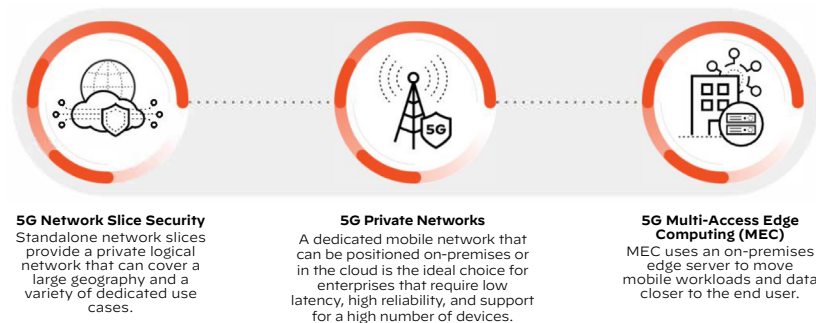 5G
5G Network Slice Security
Standalone network slices
provide a private logical
network that can cover a
large geography and a
variety of dedicated use
cases.
5G Private Networks
A dedicated mobile network that
can be positioned on-premises or
in the cloud is the ideal choice for
enterprises that require low
latency, high reliability, and support
for a high number of devices.
5G Multi-Access Edge
Computing (MEC)
MEC uses an on-premises
edge server to move
mobile workloads and data
closer to the end user.